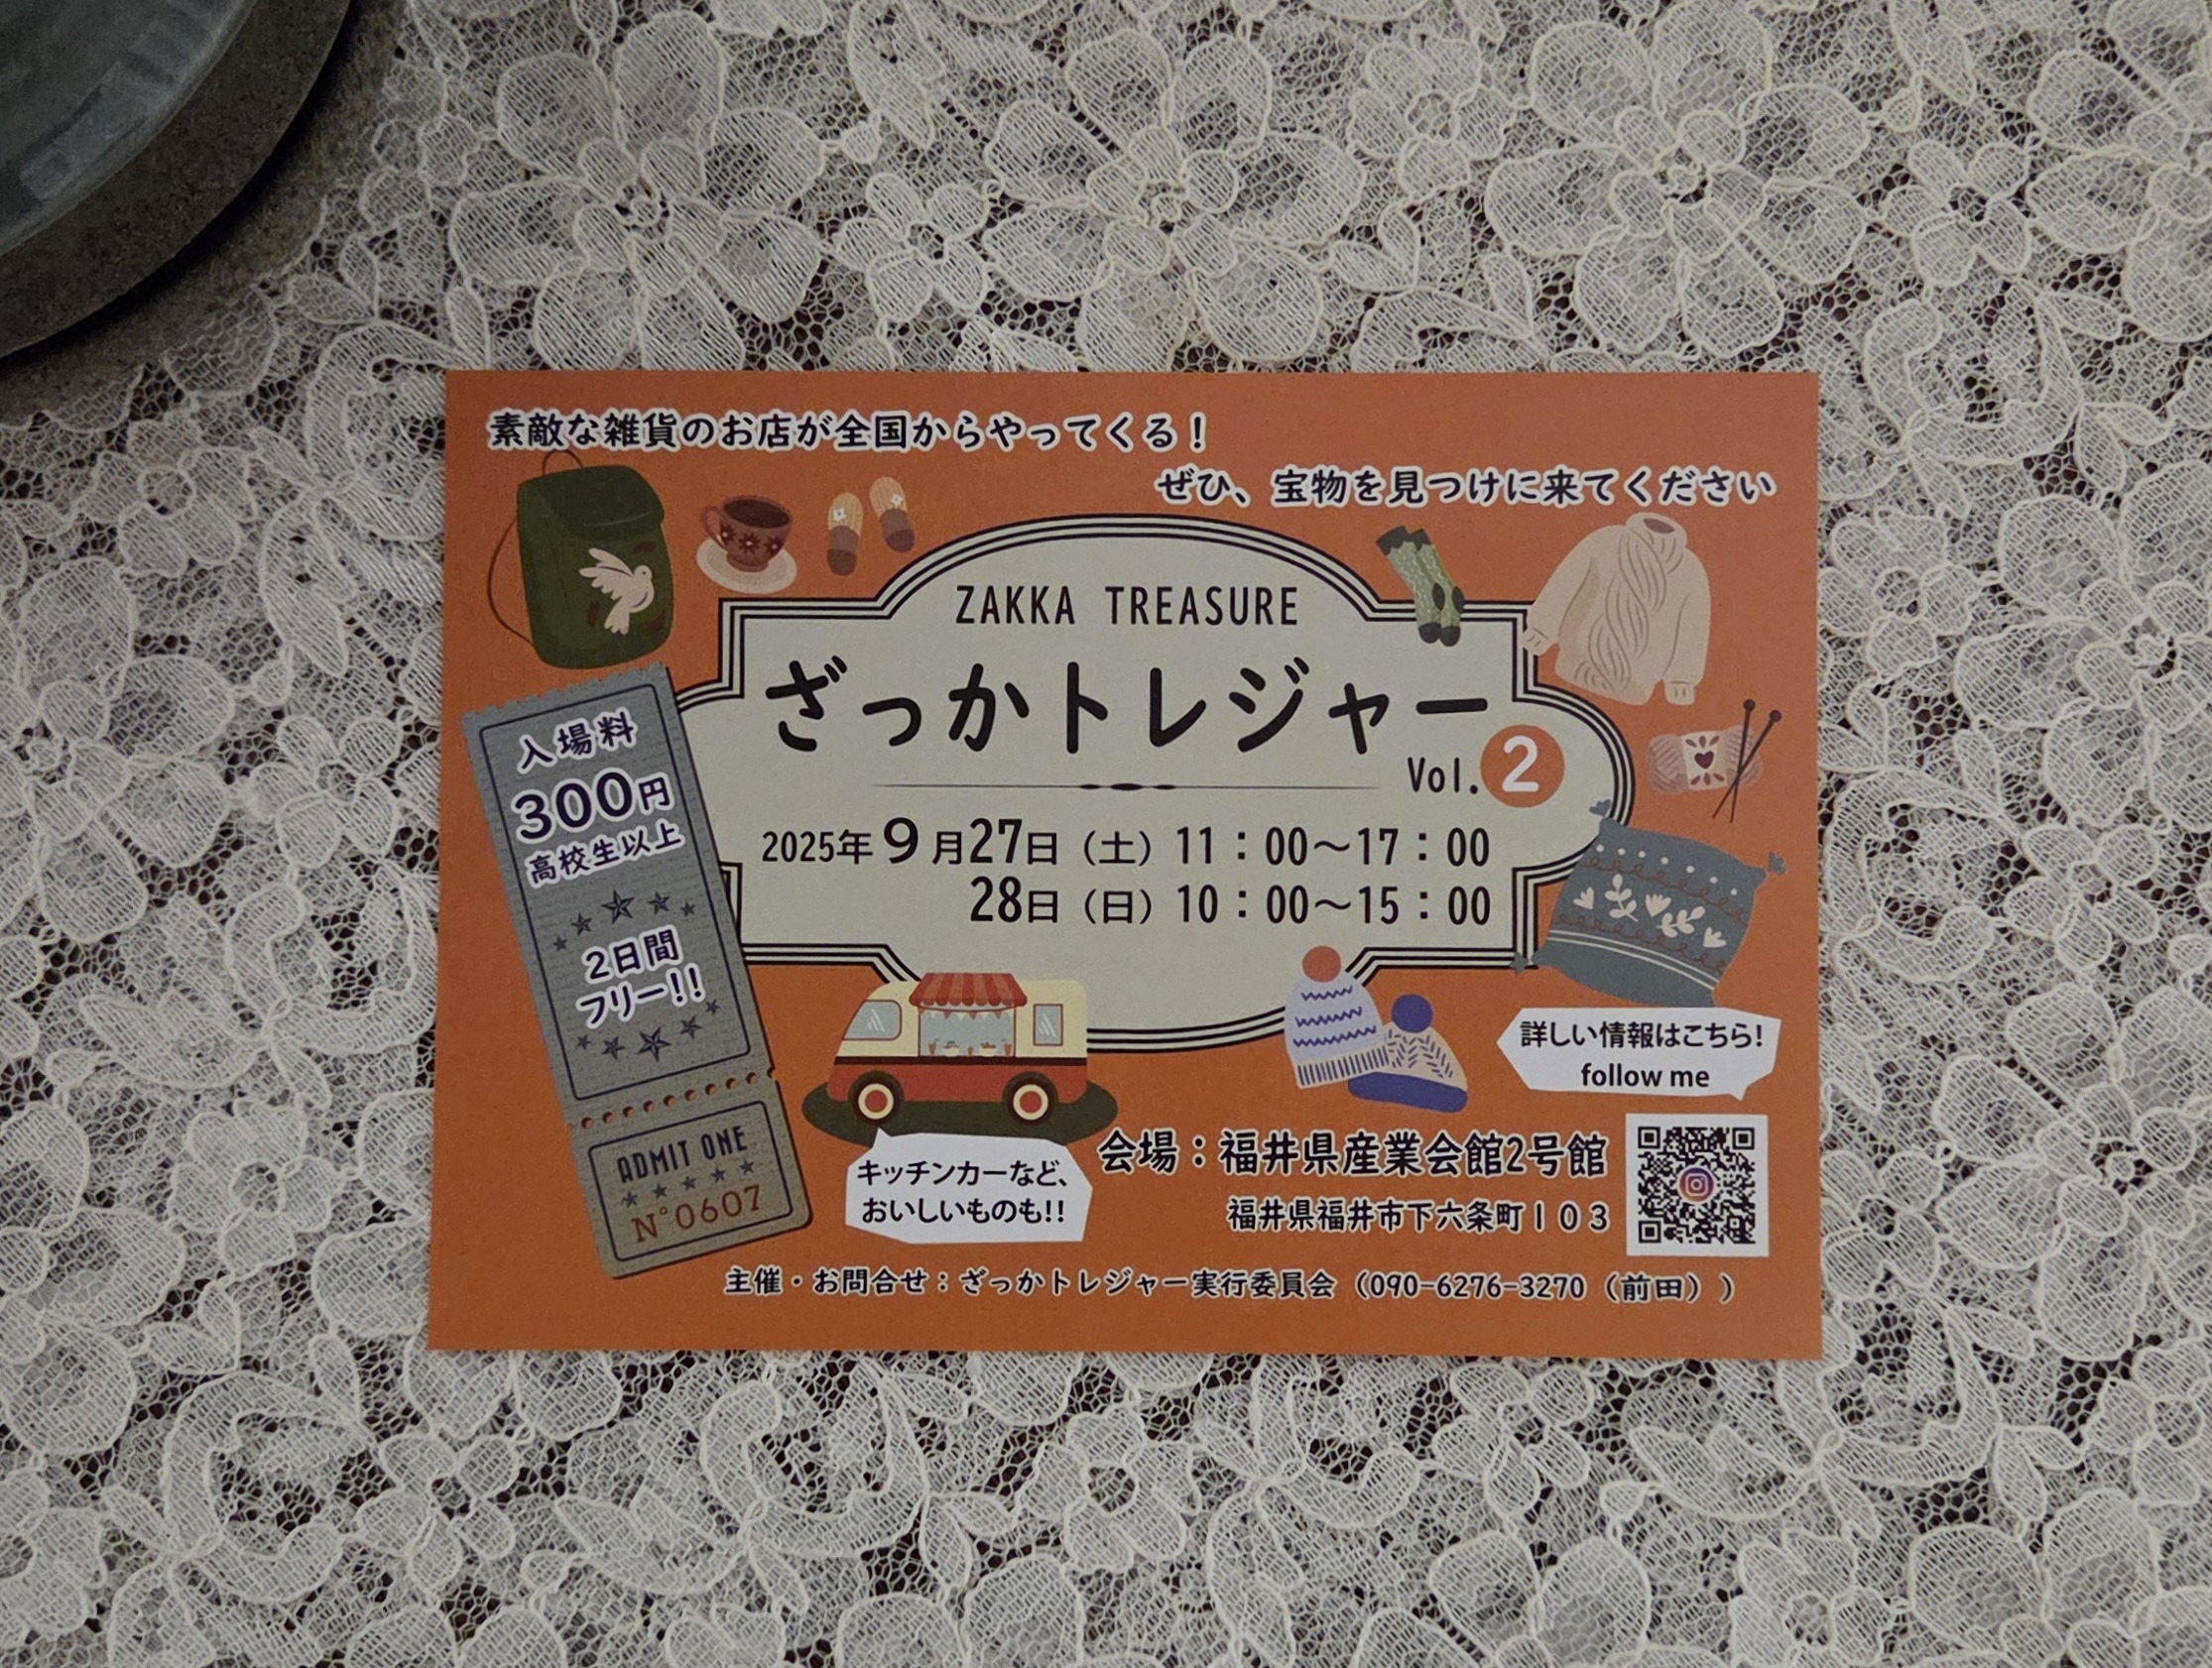 素敵な雑貨のお店が全国からやってくる！
ぜひ、宝物を見つけに来てください
ZAKKA TREASURE
ざっかトレジャー
Vol.2
2025年9月27日（土）11：00～17：00
28日（日）10：00～15：00
入場料
300円
高校生以上
2日間
フリー!!
ADMIT ONE
N°0607
キッチンカーなど、
おいしいものも!!
詳しい情報はこちら!
follow me
会場：福井県産業会館2号館
福井県福井市下六条町103
主催・お問合せ：ざっかトレジャー実行委員会（090-6276-3270（前田））